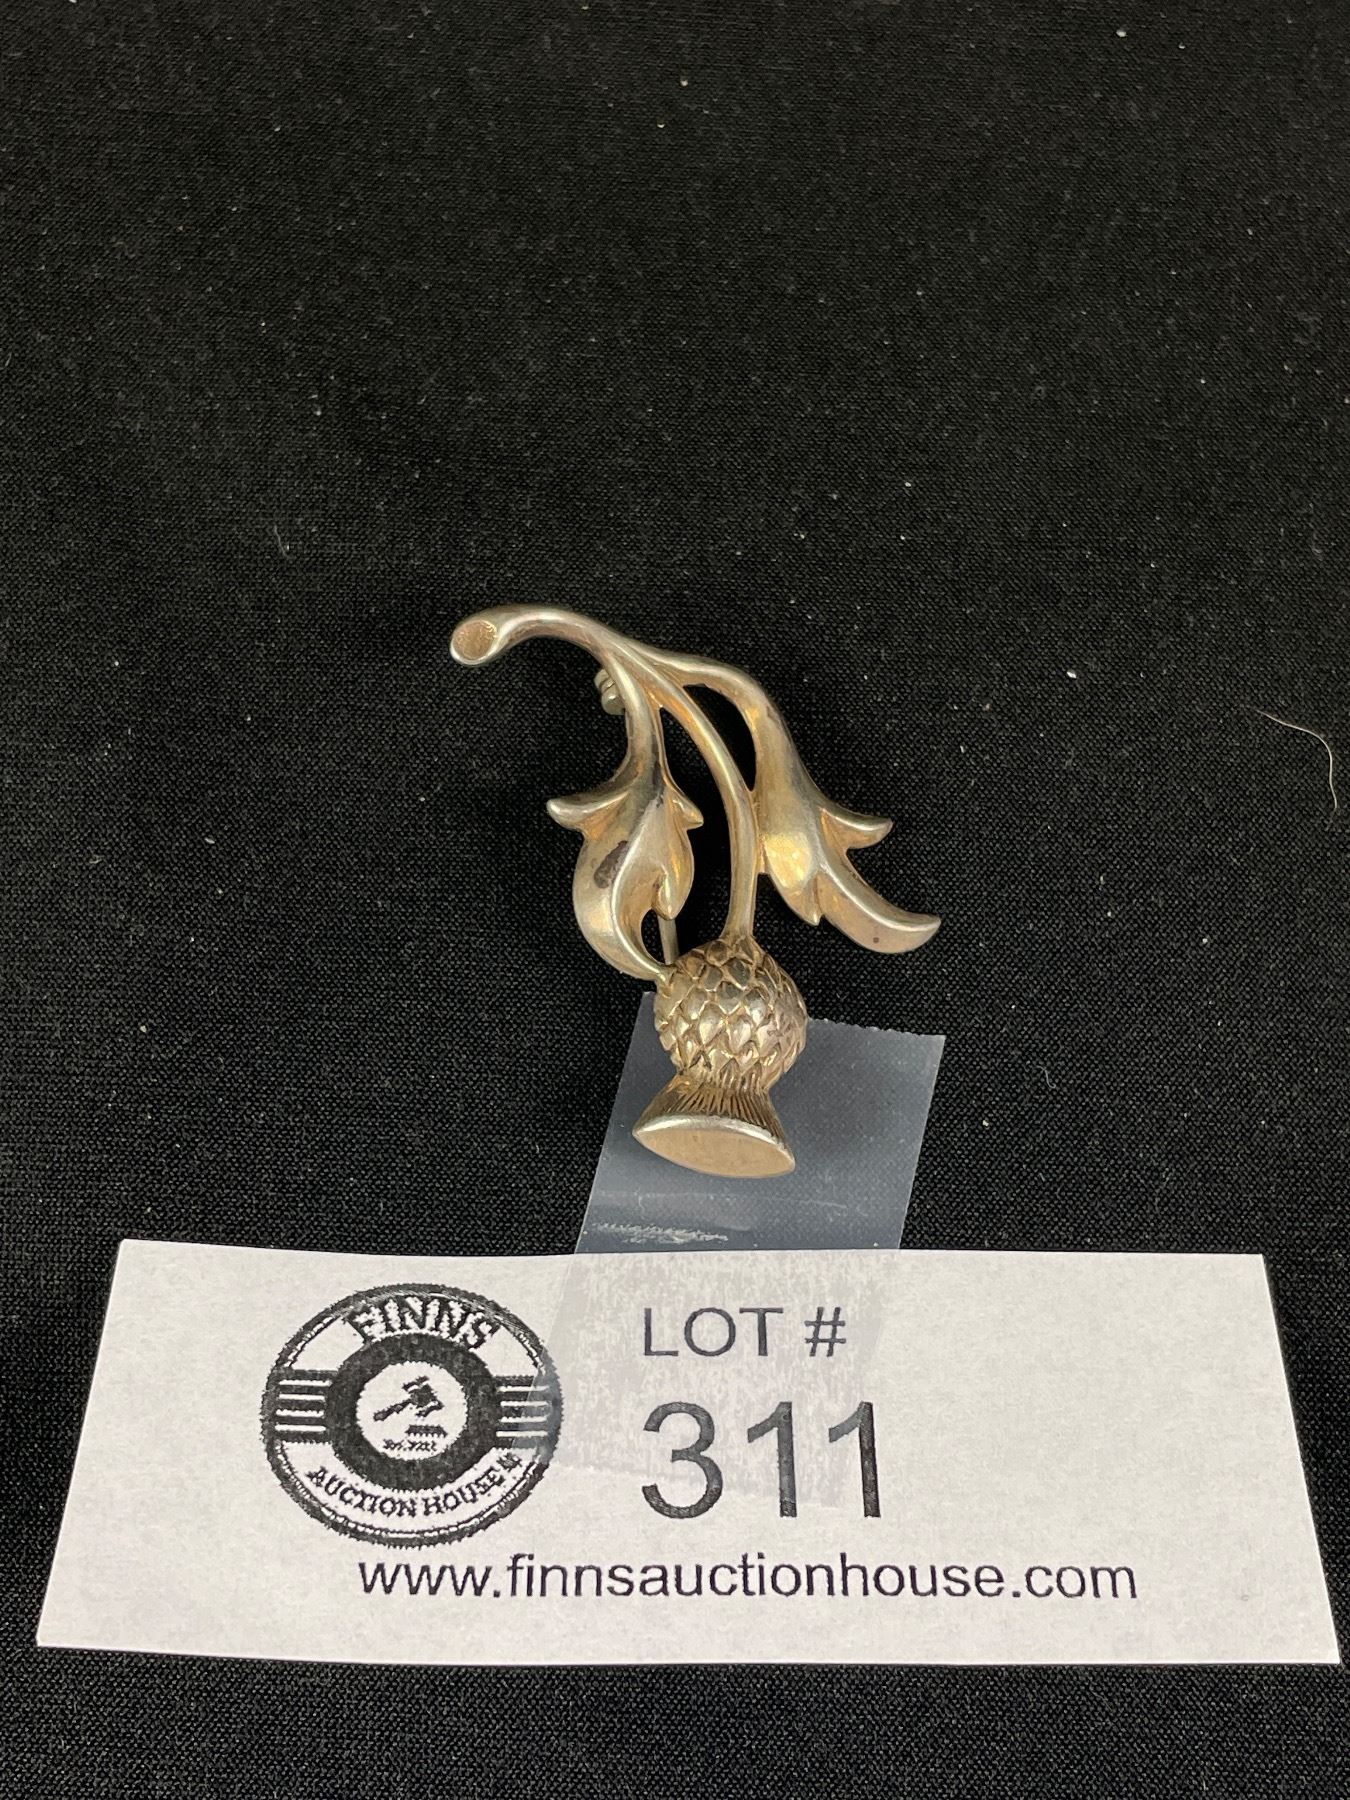 FINNS
AUCTION HOUSE
LOT #
311
www.finnsauctionhouse.com